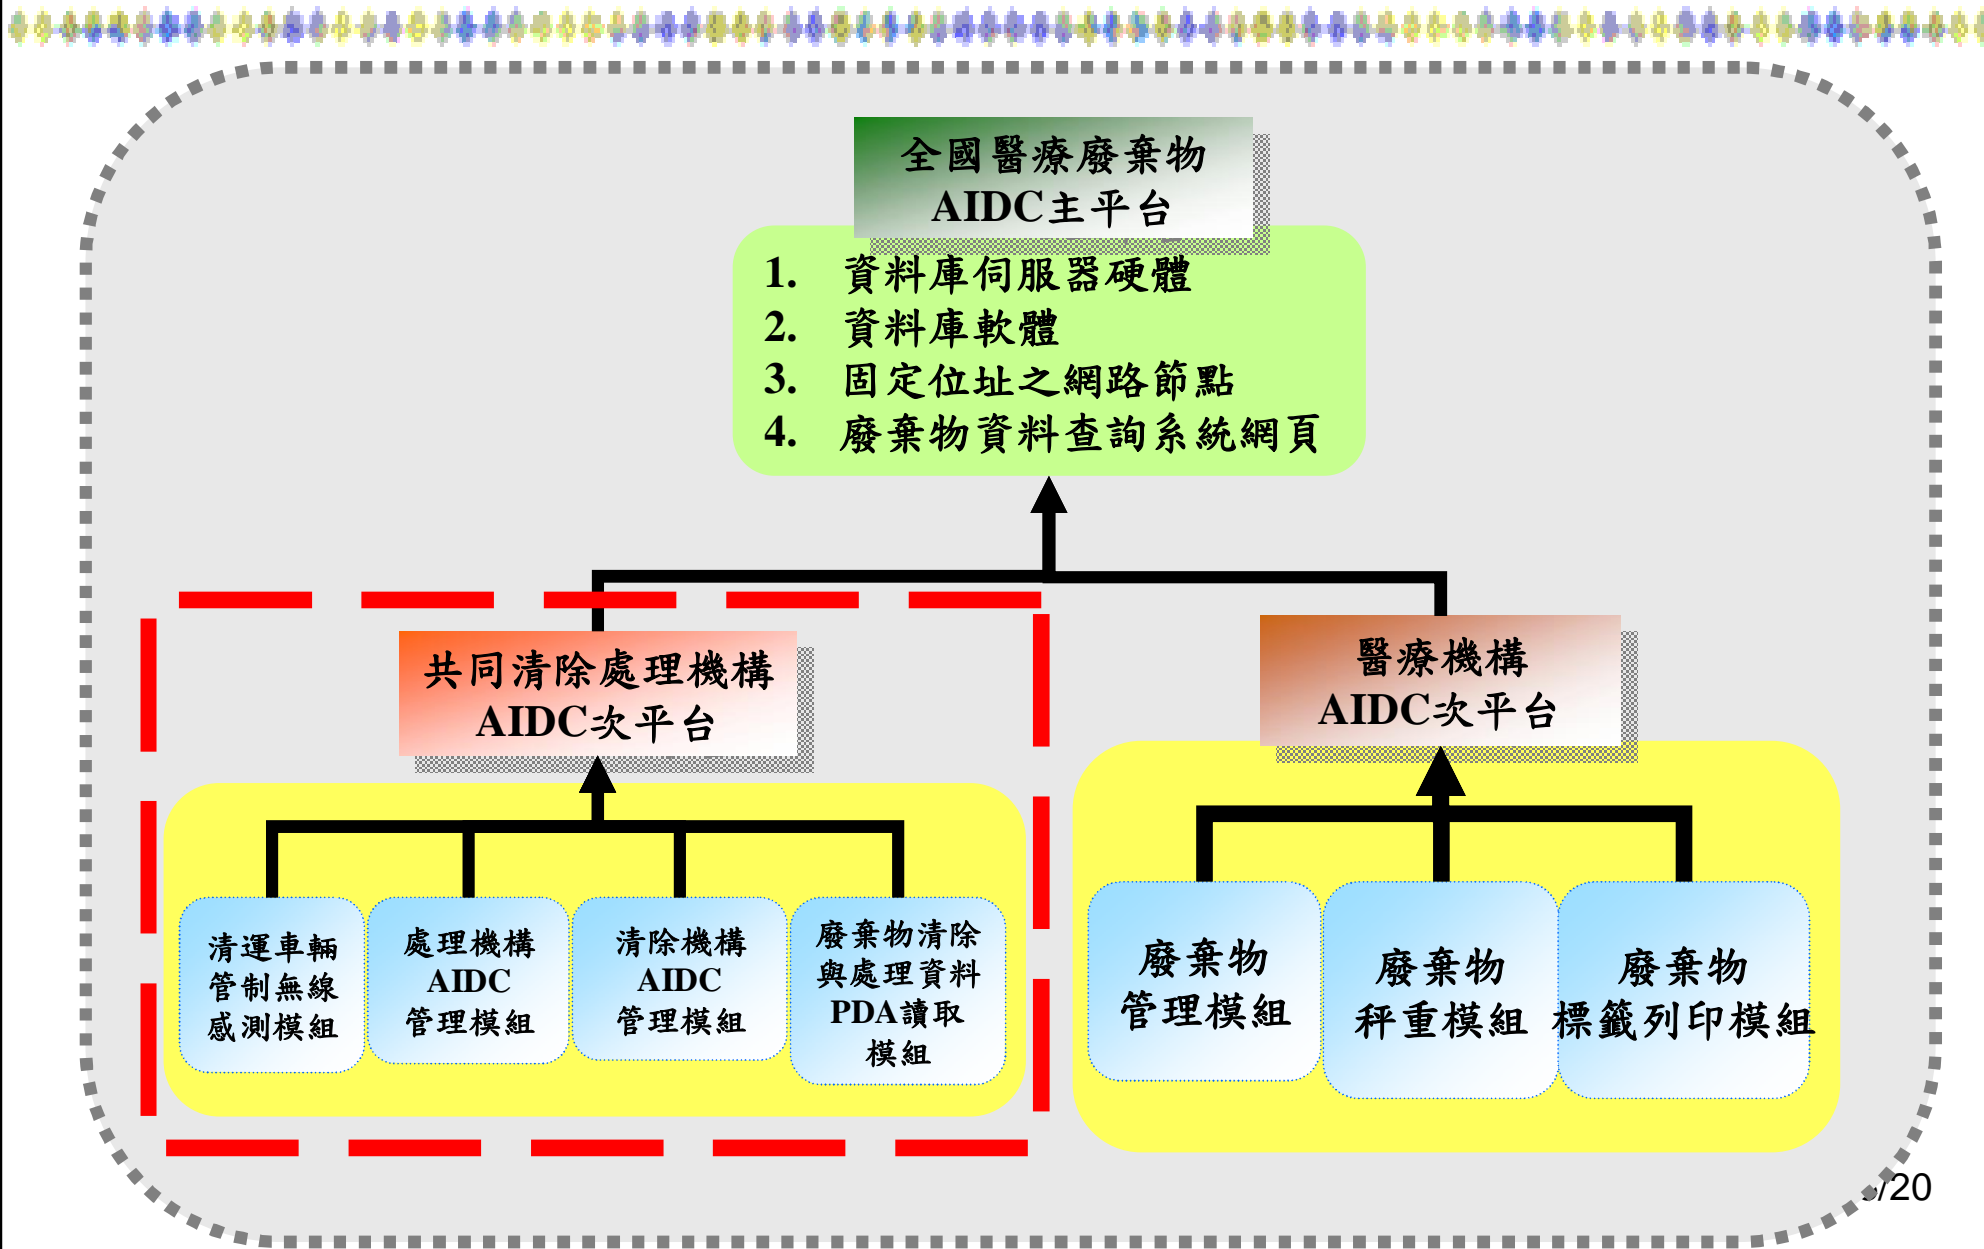 全國醫療廢棄物
AIDC主平台
1. 資料庫伺服器硬體
2. 資料庫軟體
3. 固定位址之網路節點
4. 廢棄物資料查詢系統網頁
共同清除處理機構
AIDC次平台
醫療機構
AIDC次平台
清運車輛
管制無線
感測模組
處理機構
AIDC
管理模組
清除機構
AIDC
管理模組
廢棄物清除
與處理資料
PDA讀取
模組
廢棄物
管理模組
廢棄物
秤重模組
廢棄物
標籤列印模組
/20